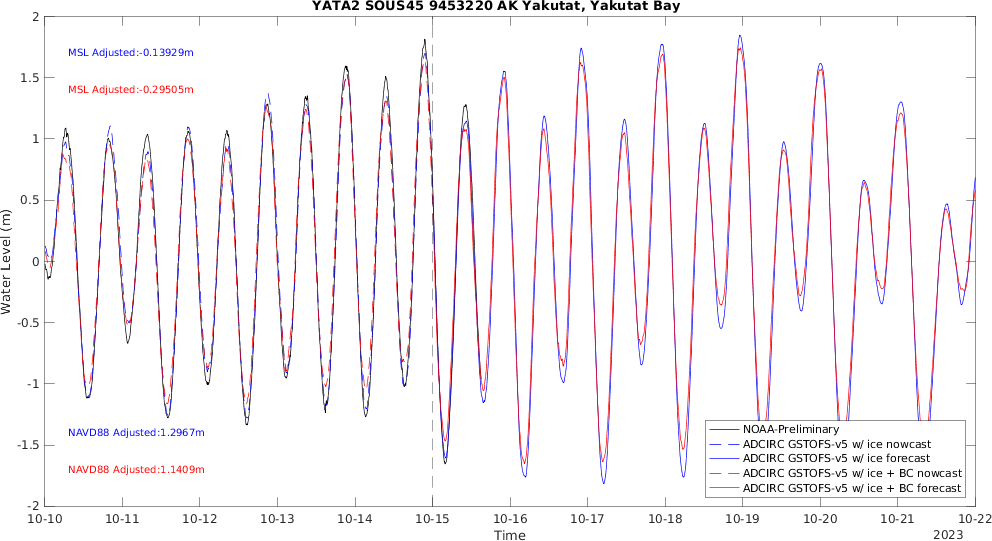 YATA2 SOUS45 9453220 AK Yakutat, Yakutat Bay
MSL Adjusted:-0.13929m
MSL Adjusted:-0.29505m
NAVD88 Adjusted:1.2967m
NAVD88 Adjusted:1.1409m
Water Level (m)
2
1.5
1
0.5
0
-0.5
-1
-1.5
-2
NOAA-Preliminary
ADCIRC GSTOFS-v5 w/ ice nowcast
ADCIRC GSTOFS-v5 w/ ice forecast
ADCIRC GSTOFS-v5 w/ ice + BC nowcast
ADCIRC GSTOFS-v5 w/ ice + BC forecast
10-10 10-11 10-12 10-13 10-14 10-15 10-16 10-17 10-18 10-19 10-20 10-21 10-22
Time
2023